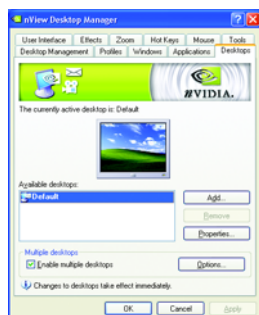 nView Desktop Manager
User Interface Effects Zoom Hot Keys Mouse Tools
Desktop Management Profiles Windows Applications Desktops
NVIDIA.
The currently active desktop is: Default
Available desktops:
Default
Add...
Remove
Properties...
Multiple desktops
Enable multiple desktops
Options...
Changes to desktops take effect immediately.
OK Cancel Apply